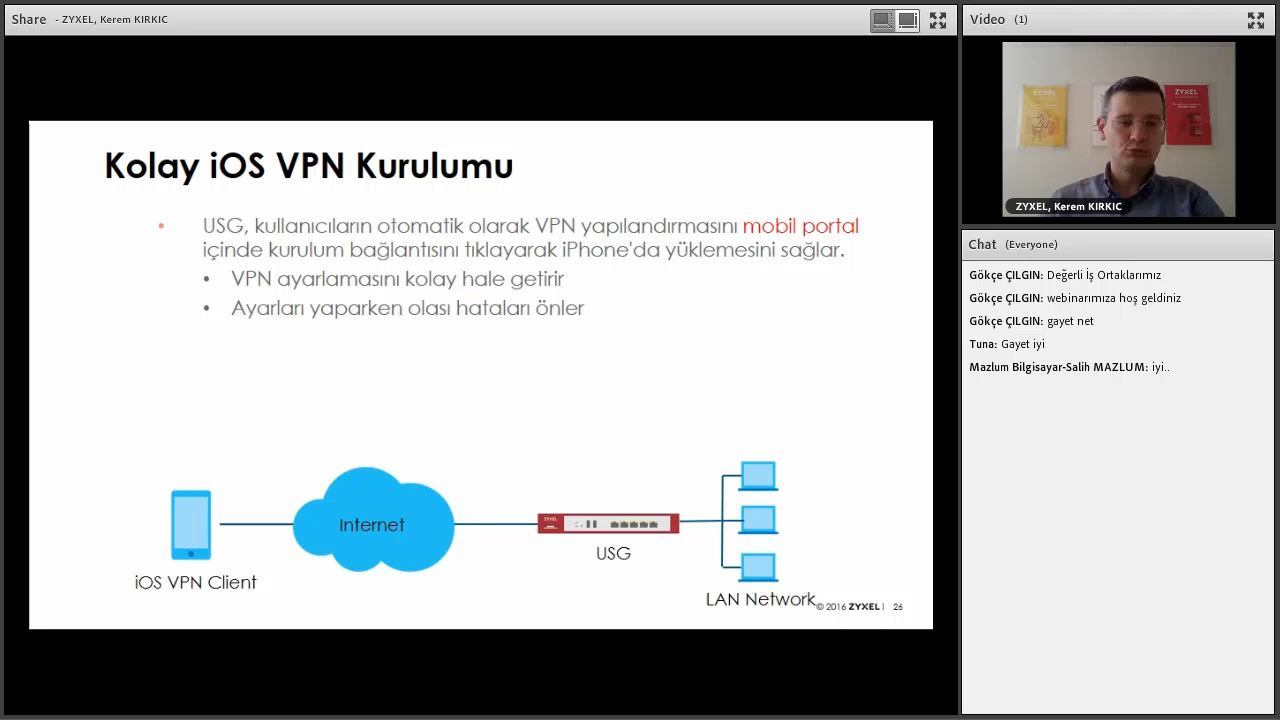 Share - ZYXEL, Kerem KIRKIC
Kolay iOS VPN Kurulumu
• USG, kullanıcıların otomatik olarak VPN yapılandırmasını mobil portal
içinde kurulum bağlantısını tıklayarak iPhone'da yüklemesini sağlar.
• VPN ayarlamasını kolay hale getirir
• Ayarları yaparken olası hataları önler
Internet
ZYXEL
USG
iOS VPN Client
LAN Network
© 2016 ZYXEL | 26
Video (1)
ZYXEL
ZYXEL
ZYXEL, Kerem KIRKIC
Chat (Everyone)
Gökçe ÇILGIN: Değerli İş Ortaklarımız
Gökçe ÇILGIN: webinarımıza hoş geldiniz
Gökçe ÇILGIN: gayet net
Tuna: Gayet iyi
Mazlum Bilgisayar-Salih MAZLUM: iyi..